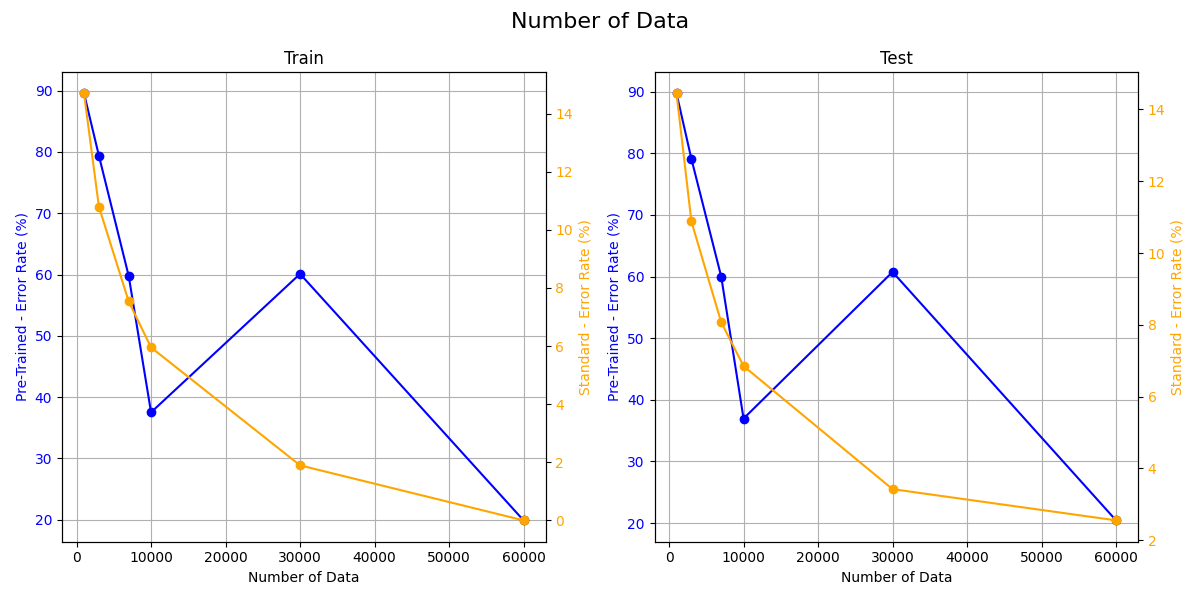 Number of Data
Train
Test
90
80
70
60
50
40
30
20
14
12
10
8
6
4
2
0
90
80
70
60
50
40
30
20
14
12
10
8
6
4
2
Pre-Trained - Error Rate (%)
Standard - Error Rate (%)
Pre-Trained - Error Rate (%)
Standard - Error Rate (%)
0 10000 20000 30000 40000 50000 60000
0 10000 20000 30000 40000 50000 60000
Number of Data
Number of Data